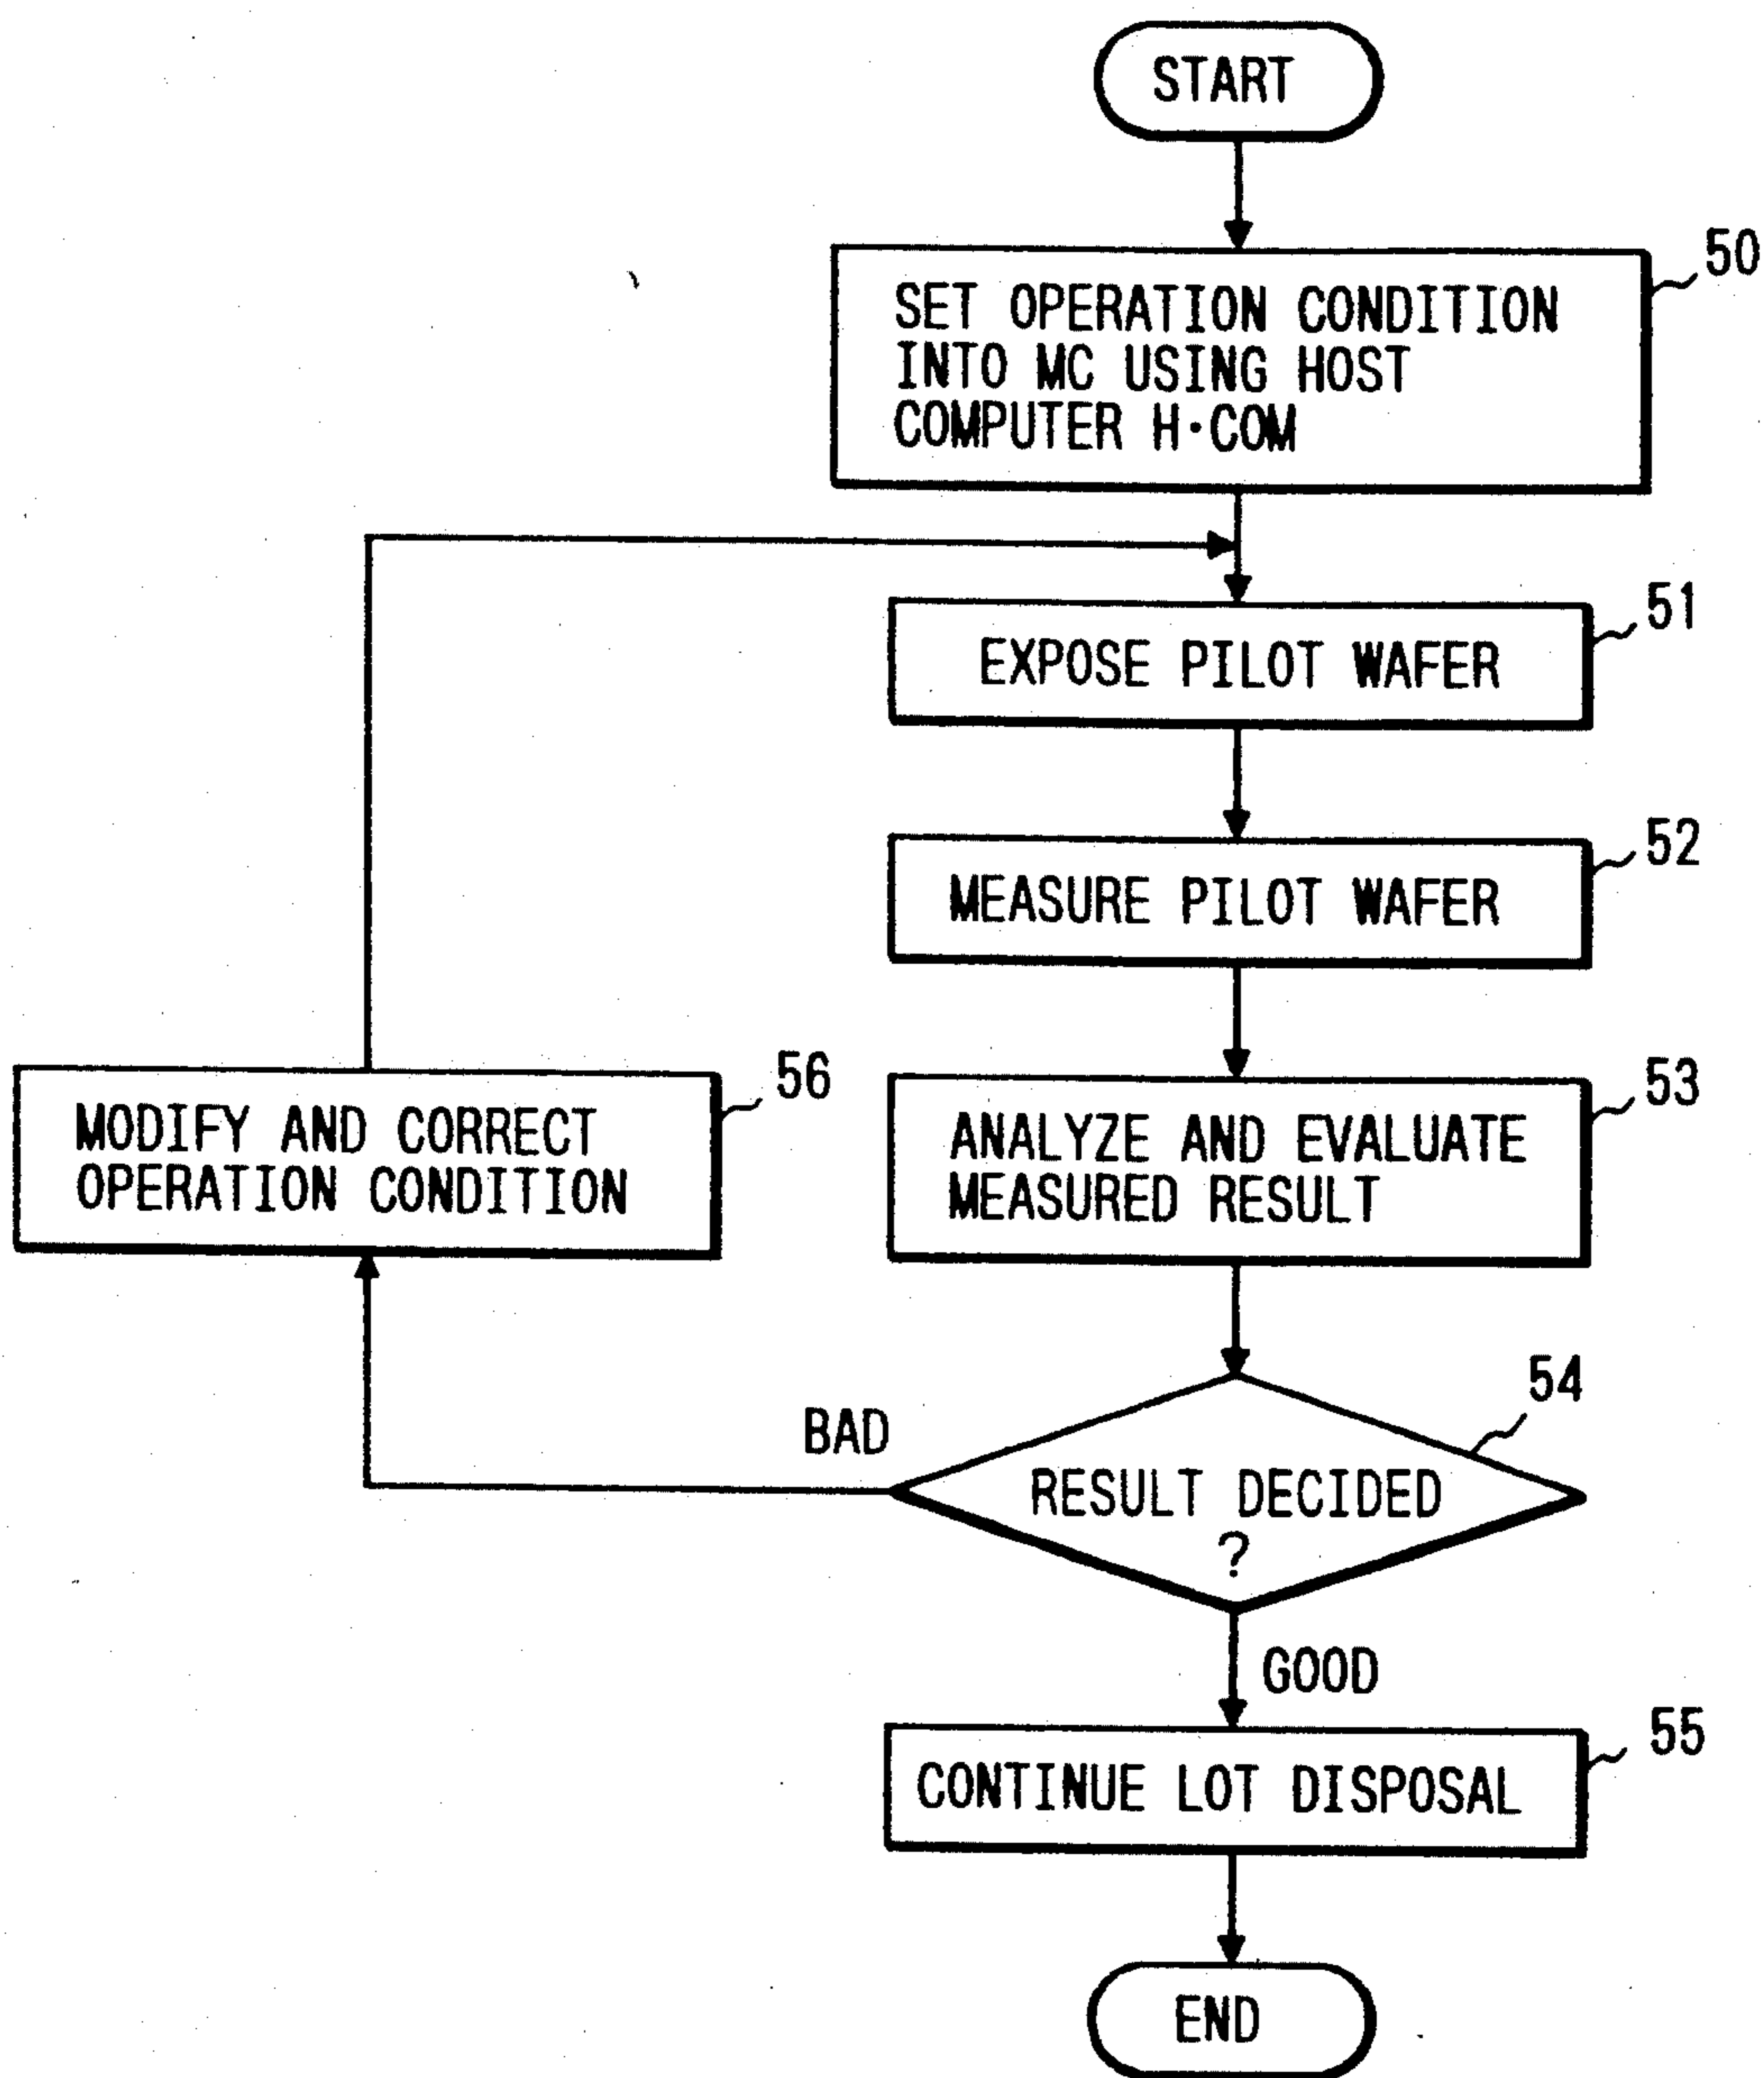 START
50
SET OPERATION CONDITION
INTO MC USING HOST
COMPUTER H·COM
51
EXPOSE PILOT WAFER
52
MEASURE PILOT WAFER
53
ANALYZE AND EVALUATE
MEASURED RESULT
56
MODIFY AND CORRECT
OPERATION CONDITION
54
RESULT DECIDED
?
BAD
GOOD
55
CONTINUE LOT DISPOSAL
END